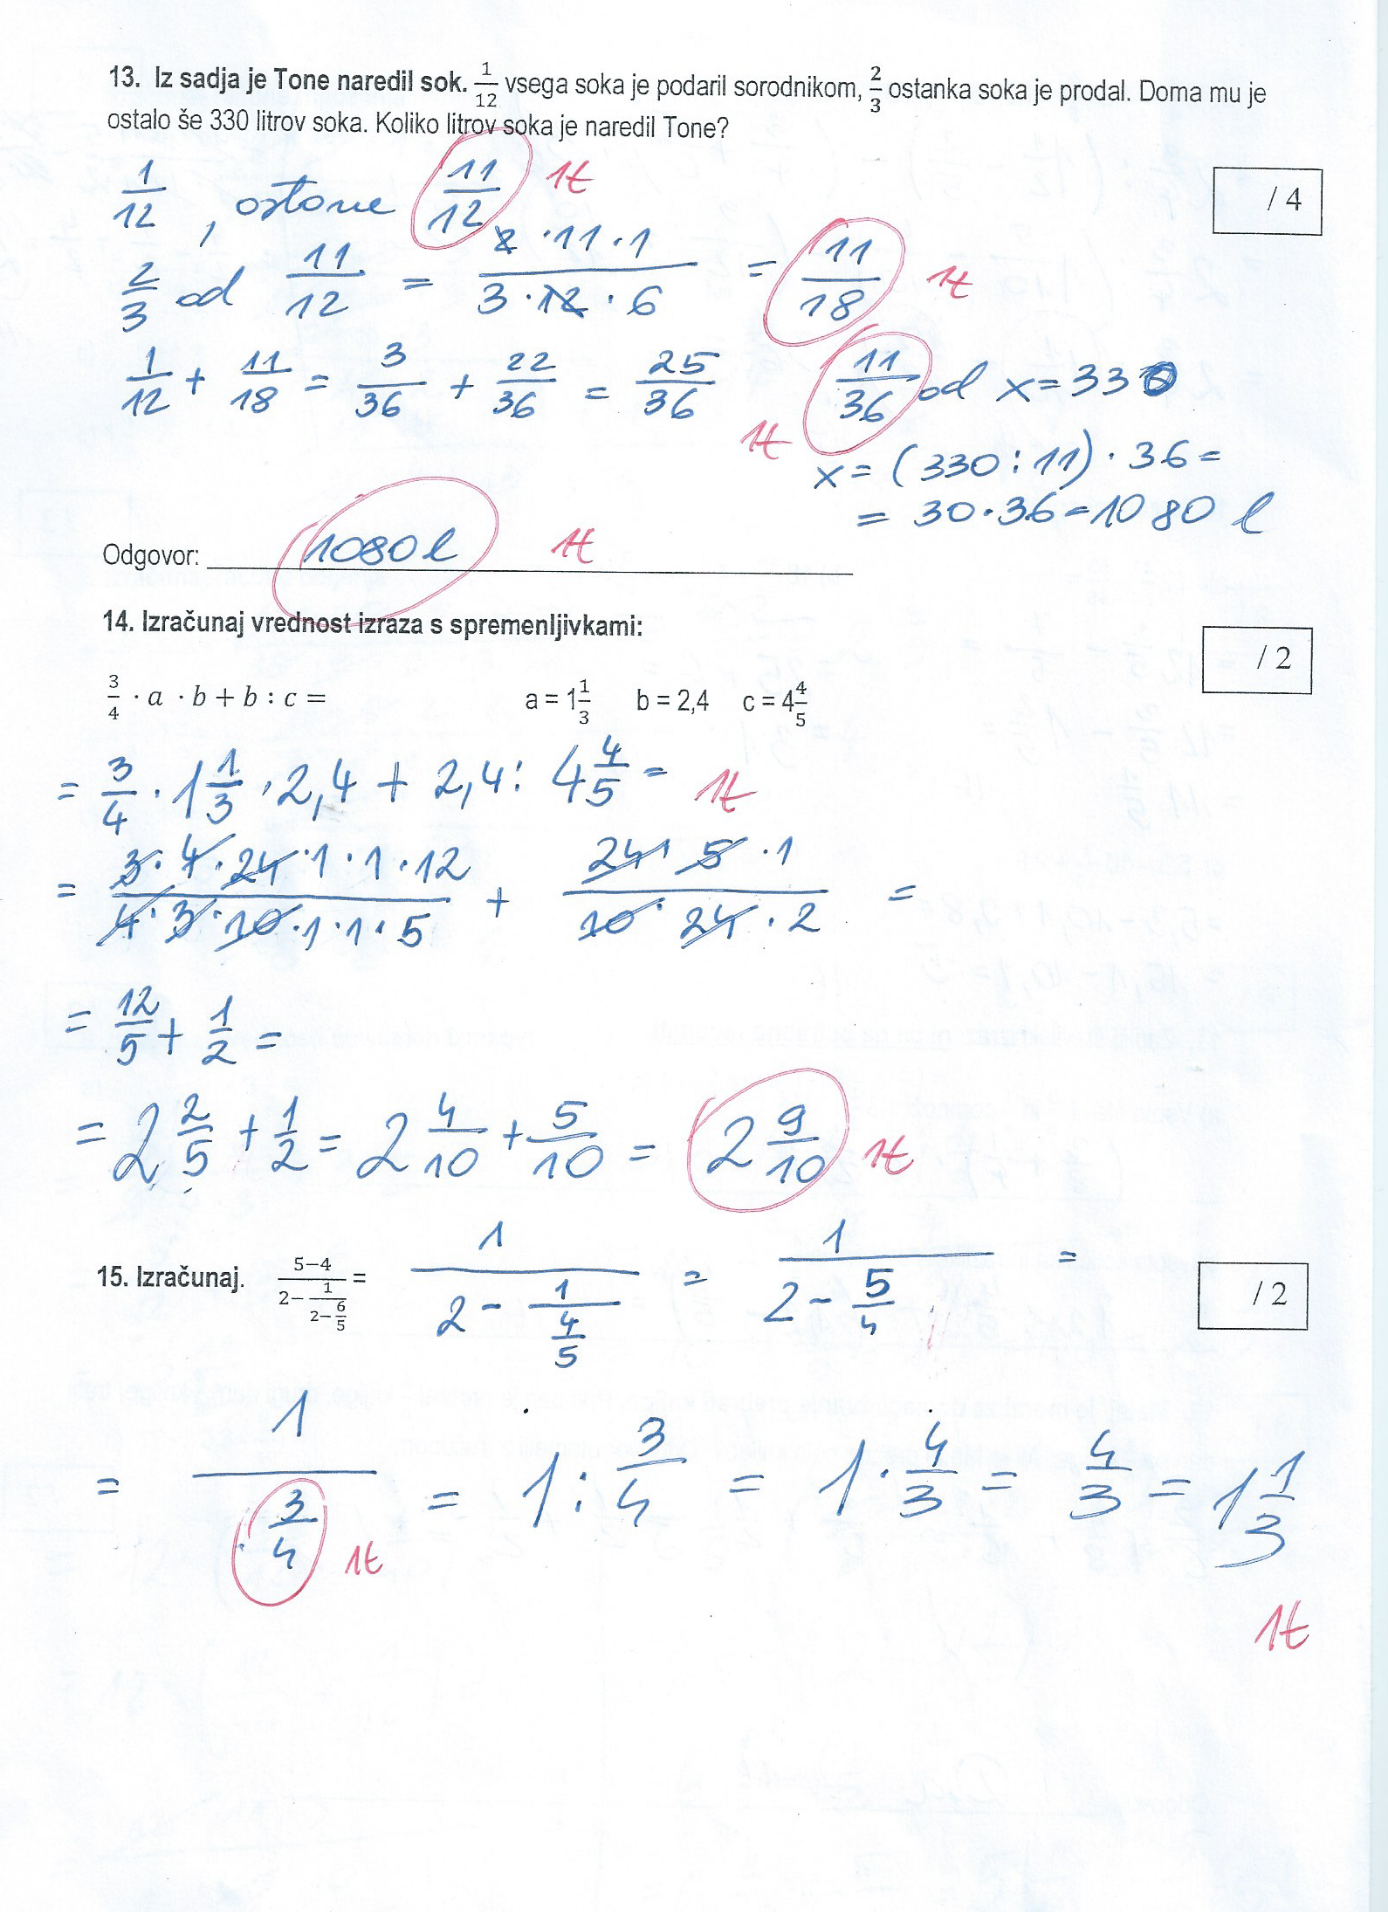 13. Iz sadja je Tone naredil sok. 1/12 vsega soka je podaril sorodnikom, 2/3 ostanka soka je prodal. Doma mu je
ostalo še 330 litrov soka. Koliko litrov soka je naredil Tone?
1/12 , ostane 11/12 1t
/ 4
2/3 od 11/12 = 2·11·1 / 3·12·6 = 11/18 1t
1/12 + 11/18 = 3/36 + 22/36 = 25/36 11/36 od x = 330
1t
x = (330 : 11) · 36 =
= 30 · 36 = 1080 l
Odgovor: 1080 l 1t
14. Izračunaj vrednost izraza s spremenljivkami:
/ 2
3/4 · a · b + b : c = a = 1 1/3 b = 2,4 c = 4 4/5
= 3/4 · 1 1/3 · 2,4 + 2,4 : 4 4/5 = 1t
= 3·4·24·1·1·12 / 4·3·10·1·1·5 + 24·5·1 / 10·24·2 =
= 12/5 + 1/2 =
= 2 2/5 + 1/2 = 2 4/10 + 5/10 = 2 9/10 1t
15. Izračunaj. (5−4)/(2−1/(2−6/5)) = 1/(2 − 1/(4/5)) = 1/(2 − 5/4) =
/ 2
= 1/(3/4) = 1 : 3/4 = 1 · 4/3 = 4/3 = 1 1/3
1t
1t